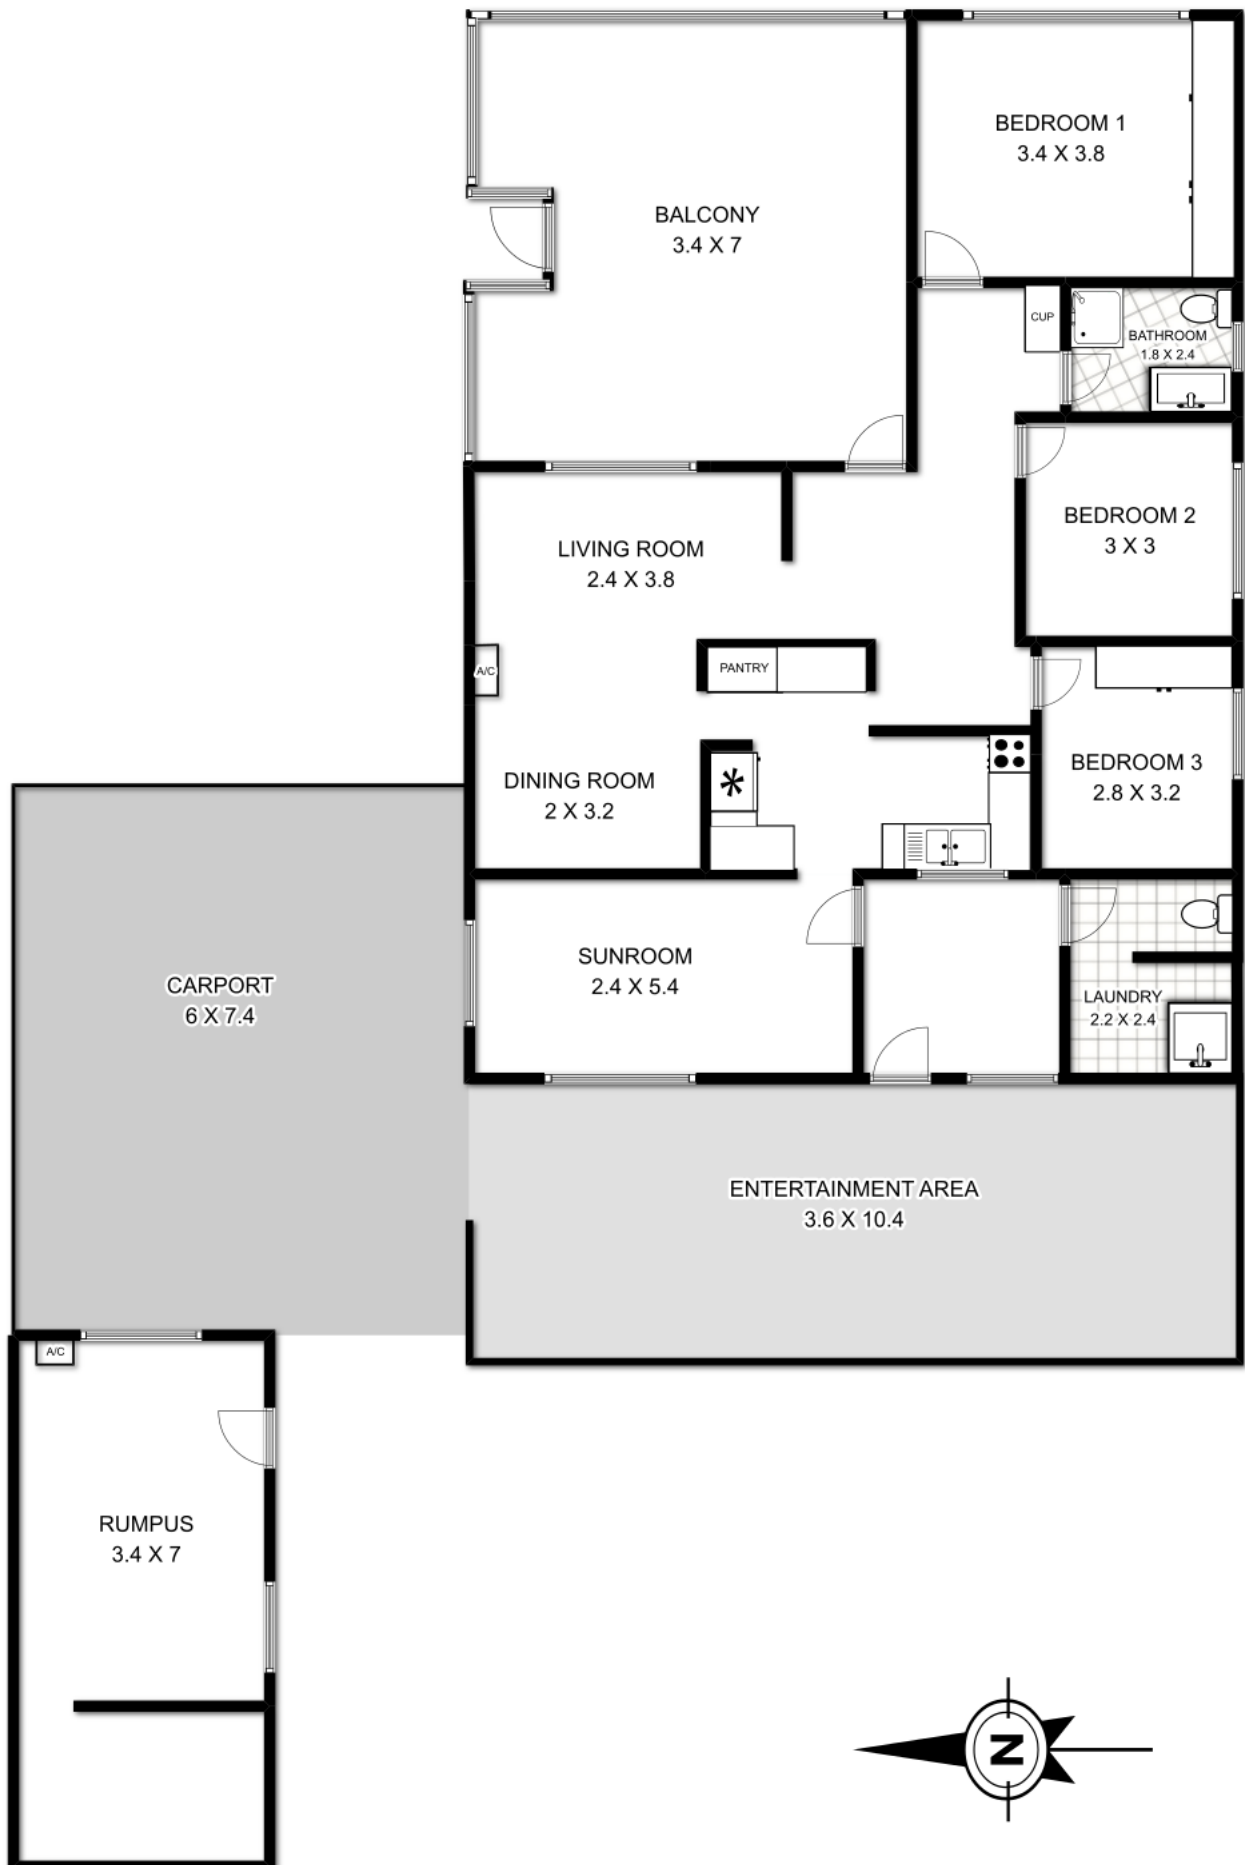 BEDROOM 1
3.4 X 3.8
BALCONY
3.4 X 7
CUP
BATHROOM
1.8 X 2.4
BEDROOM 2
3 X 3
LIVING ROOM
2.4 X 3.8
PANTRY
A/C
BEDROOM 3
2.8 X 3.2
DINING ROOM
2 X 3.2
SUNROOM
2.4 X 5.4
CARPORT
6 X 7.4
LAUNDRY
2.2 X 2.4
ENTERTAINMENT AREA
3.6 X 10.4
A/C
RUMPUS
3.4 X 7
N